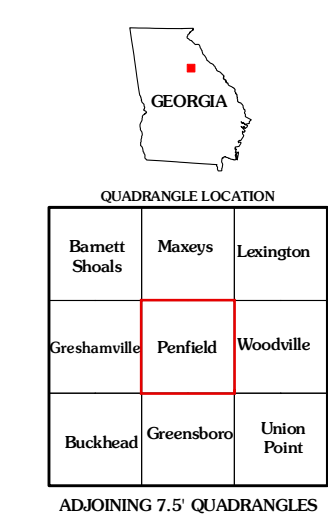 GEORGIA
QUADRANGLE LOCATION
Barnett
Shoals
Maxeys
Lexington
Greshamville
Penfield
Woodville
Buckhead
Greensboro
Union
Point
ADJOINING 7.5' QUADRANGLES